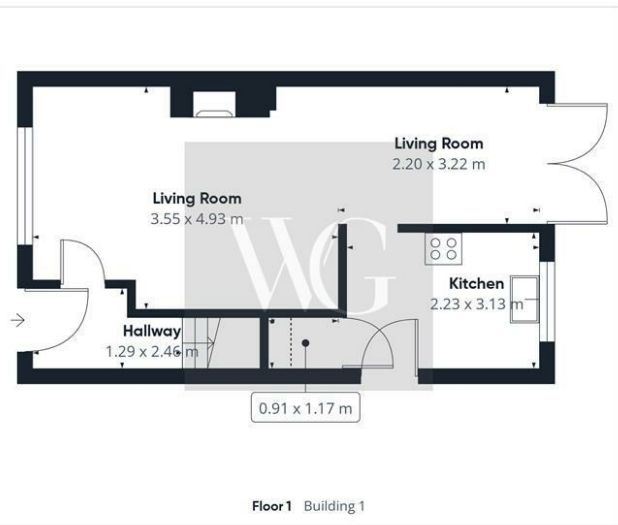 Living Room
2.20 x 3.22 m
Living Room
3.55 x 4.93 m
WG
Kitchen
2.23 x 3.13 m
Hallway
1.29 x 2.46 m
0.91 x 1.17 m
Floor 1 Building 1